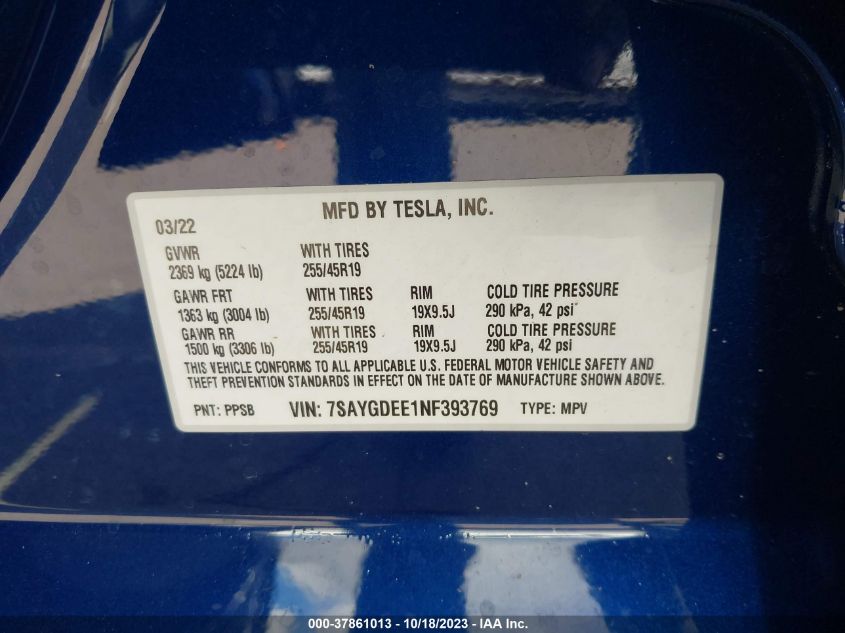 MFD BY TESLA, INC.
03/22
GVWR WITH TIRES
2369 kg (5224 lb) 255/45R19
GAWR FRT WITH TIRES RIM COLD TIRE PRESSURE
1363 kg (3004 lb) 255/45R19 19X9.5J 290 kPa, 42 psi
GAWR RR WITH TIRES RIM COLD TIRE PRESSURE
1500 kg (3306 lb) 255/45R19 19X9.5J 290 kPa, 42 psi
THIS VEHICLE CONFORMS TO ALL APPLICABLE U.S. FEDERAL MOTOR VEHICLE SAFETY AND
THEFT PREVENTION STANDARDS IN EFFECT ON THE DATE OF MANUFACTURE SHOWN ABOVE.
PNT: PPSB VIN: 7SAYGDEE1NF393769 TYPE: MPV
000-37861013 - 10/18/2023 - IAA Inc.